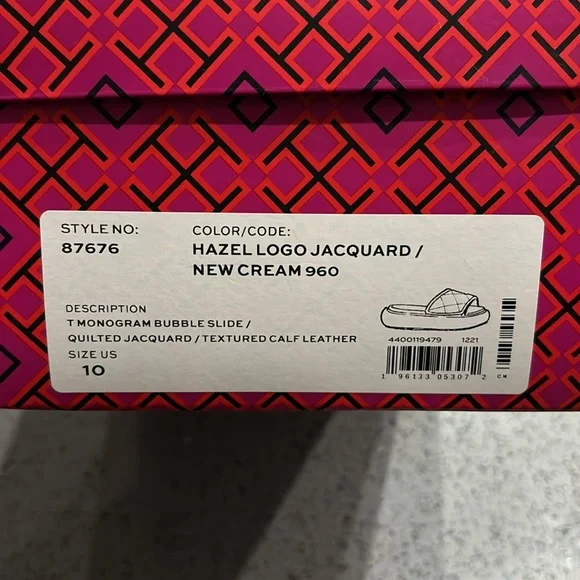 STYLE NO:
87676
COLOR/CODE:
HAZEL LOGO JACQUARD /
NEW CREAM 960
DESCRIPTION
T MONOGRAM BUBBLE SLIDE /
QUILTED JACQUARD / TEXTURED CALF LEATHER
SIZE US
10
4400119479 1221
1 96133 05307 2 CM